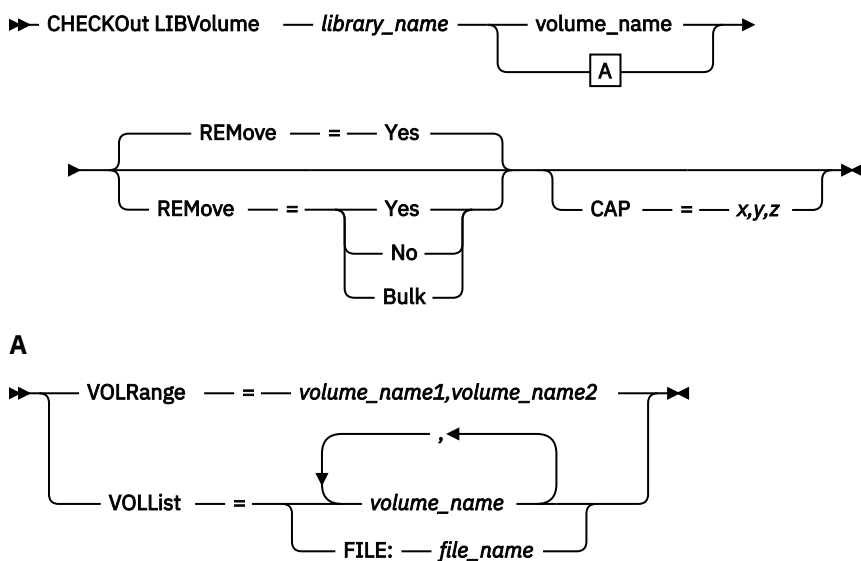 CHECKOut LIBVolume library_name volume_name
A
REMove = Yes
REMove = Yes CAP = x,y,z
No
Bulk
A
VOLRange = volume_name1,volume_name2
,
VOLList = volume_name
FILE: file_name